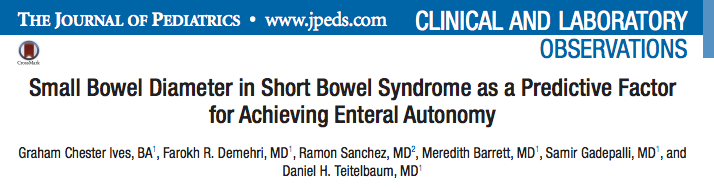 THE JOURNAL OF PEDIATRICS • www.jpeds.com
CLINICAL AND LABORATORY
OBSERVATIONS
CrossMark
Small Bowel Diameter in Short Bowel Syndrome as a Predictive Factor
for Achieving Enteral Autonomy
Graham Chester Ives, BA¹, Farokh R. Demehri, MD¹, Ramon Sanchez, MD², Meredith Barrett, MD¹, Samir Gadepalli, MD¹, and
Daniel H. Teitelbaum, MD¹